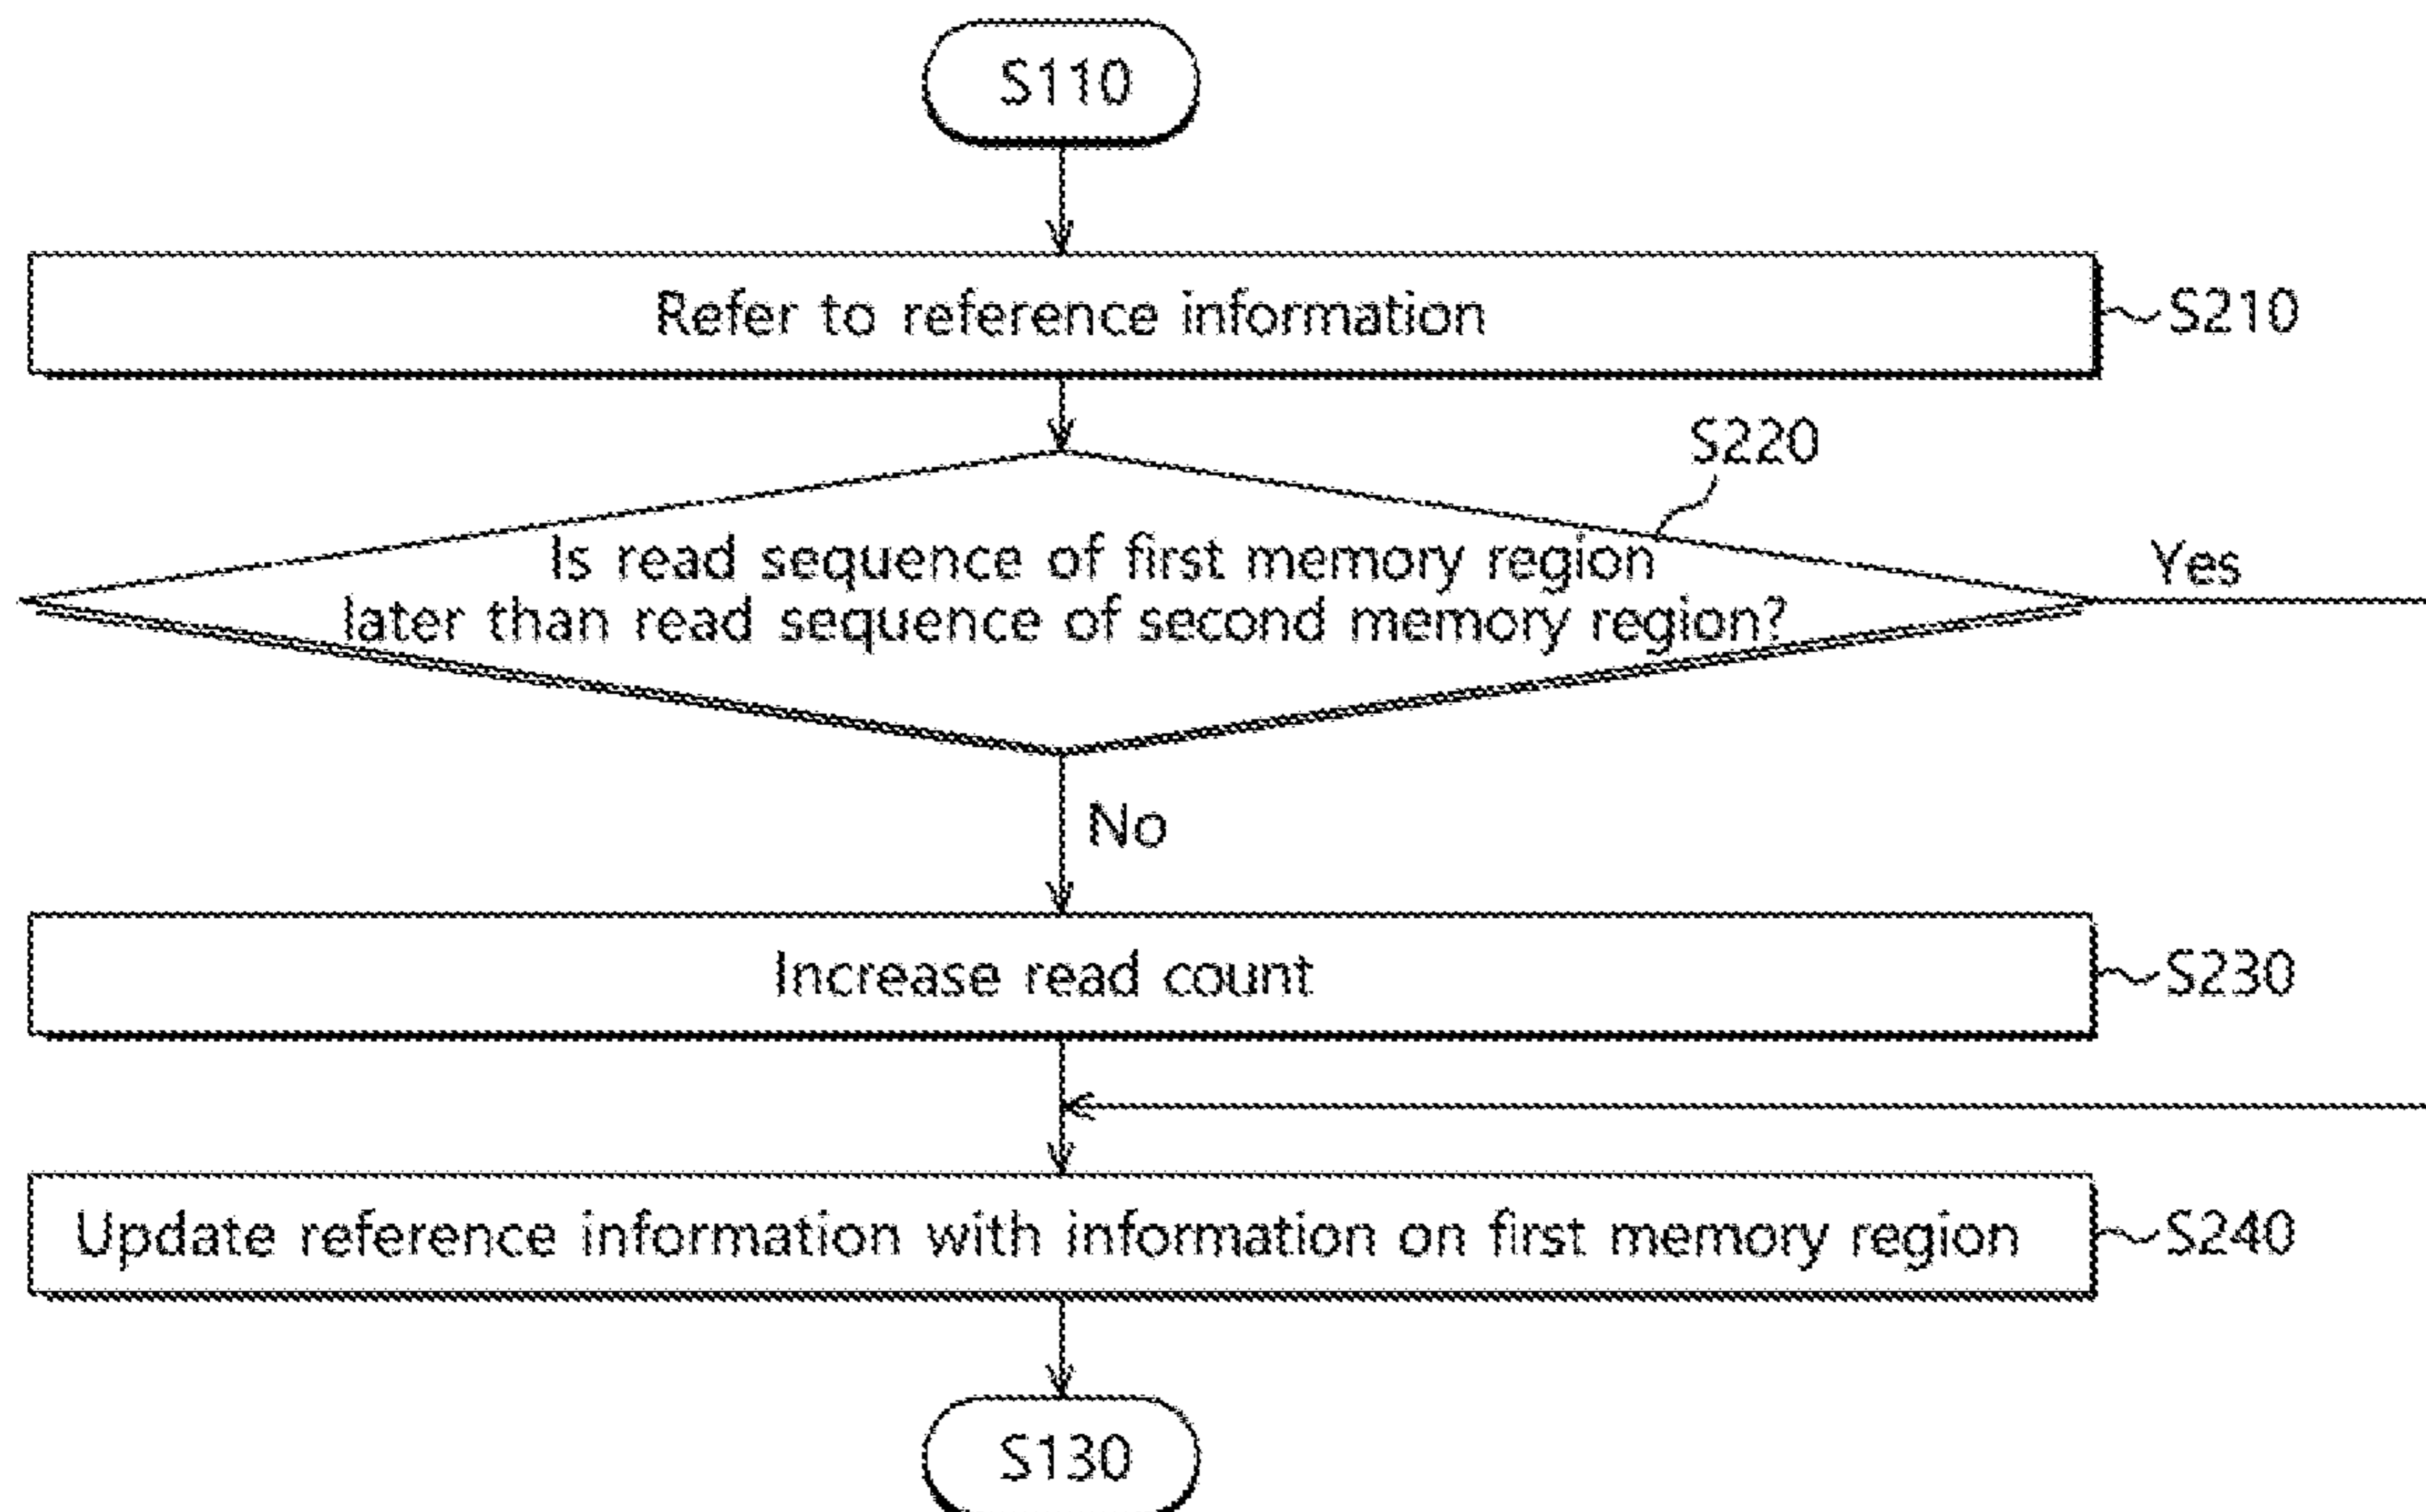 S110
Refer to reference information
S210
S220
Is read sequence of first memory region
later than read sequence of second memory region?
Yes
No
Increase read count
S230
Update reference information with information on first memory region
S240
S130